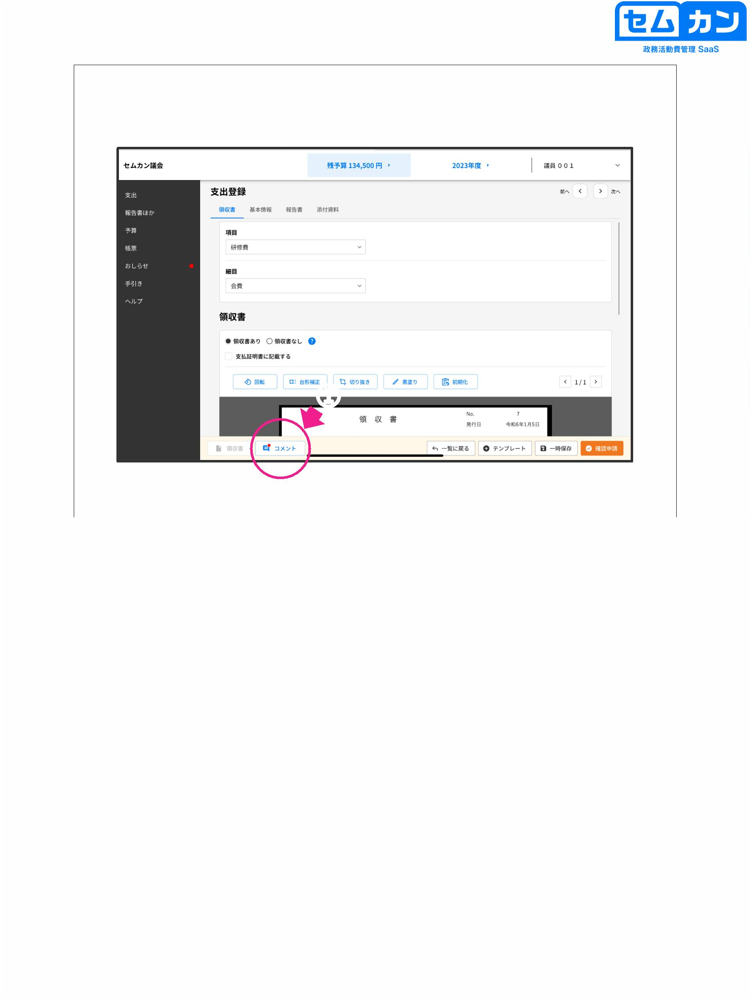 セムカン
政務活動費管理 SaaS
セムカン議会
残予算 134,500 円
2023年度
議員 ００１
支出
報告書ほか
予算
帳票
おしらせ
手引き
ヘルプ
支出登録
前へ
次へ
領収書 基本情報 報告書 添付資料
項目
研修費
細目
会費
領収書
領収書あり 領収書なし ?
支払証明書に記載する
回転 台形補正 切り抜き 黒塗り 初期化 1 / 1
領 収 書
No. 7
発行日 令和6年1月5日
領収書 コメント 一覧に戻る テンプレート 一時保存 確認申請